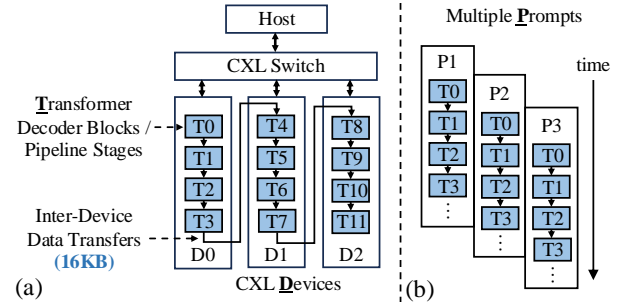 Host
CXL Switch
Transformer
Decoder Blocks /
Pipeline Stages
Inter-Device
Data Transfers
(16KB)
T0
T1
T2
T3
D0
T4
T5
T6
T7
D1
T8
T9
T10
T11
D2
CXL Devices
(a)
Multiple Prompts
P1
T0
T1
T2
T3
⋮
P2
T0
T1
T2
T3
⋮
P3
T0
T1
T2
T3
⋮
time
(b)